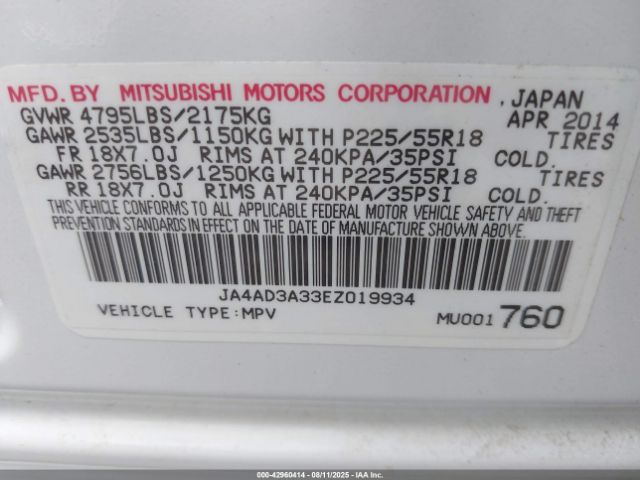 MFD. BY MITSUBISHI MOTORS CORPORATION , JAPAN
GVWR 4795LBS/2175KG APR 2014
GAWR 2535LBS/1150KG WITH P225/55R18 TIRES
FR 18X7.0J RIMS AT 240KPA/35PSI COLD.
GAWR 2756LBS/1250KG WITH P225/55R18 TIRES
RR 18X7.0J RIMS AT 240KPA/35PSI COLD.
THIS VEHICLE CONFORMS TO ALL APPLICABLE FEDERAL MOTOR VEHICLE SAFETY AND THEFT
PREVENTION STANDARDS IN EFFECT ON THE DATE OF MANUFACTURE SHOWN ABOVE.
JA4AD3A33EZ019934
VEHICLE TYPE:MPV MU001 760
000-42960414 - 08/11/2025 - IAAI.com